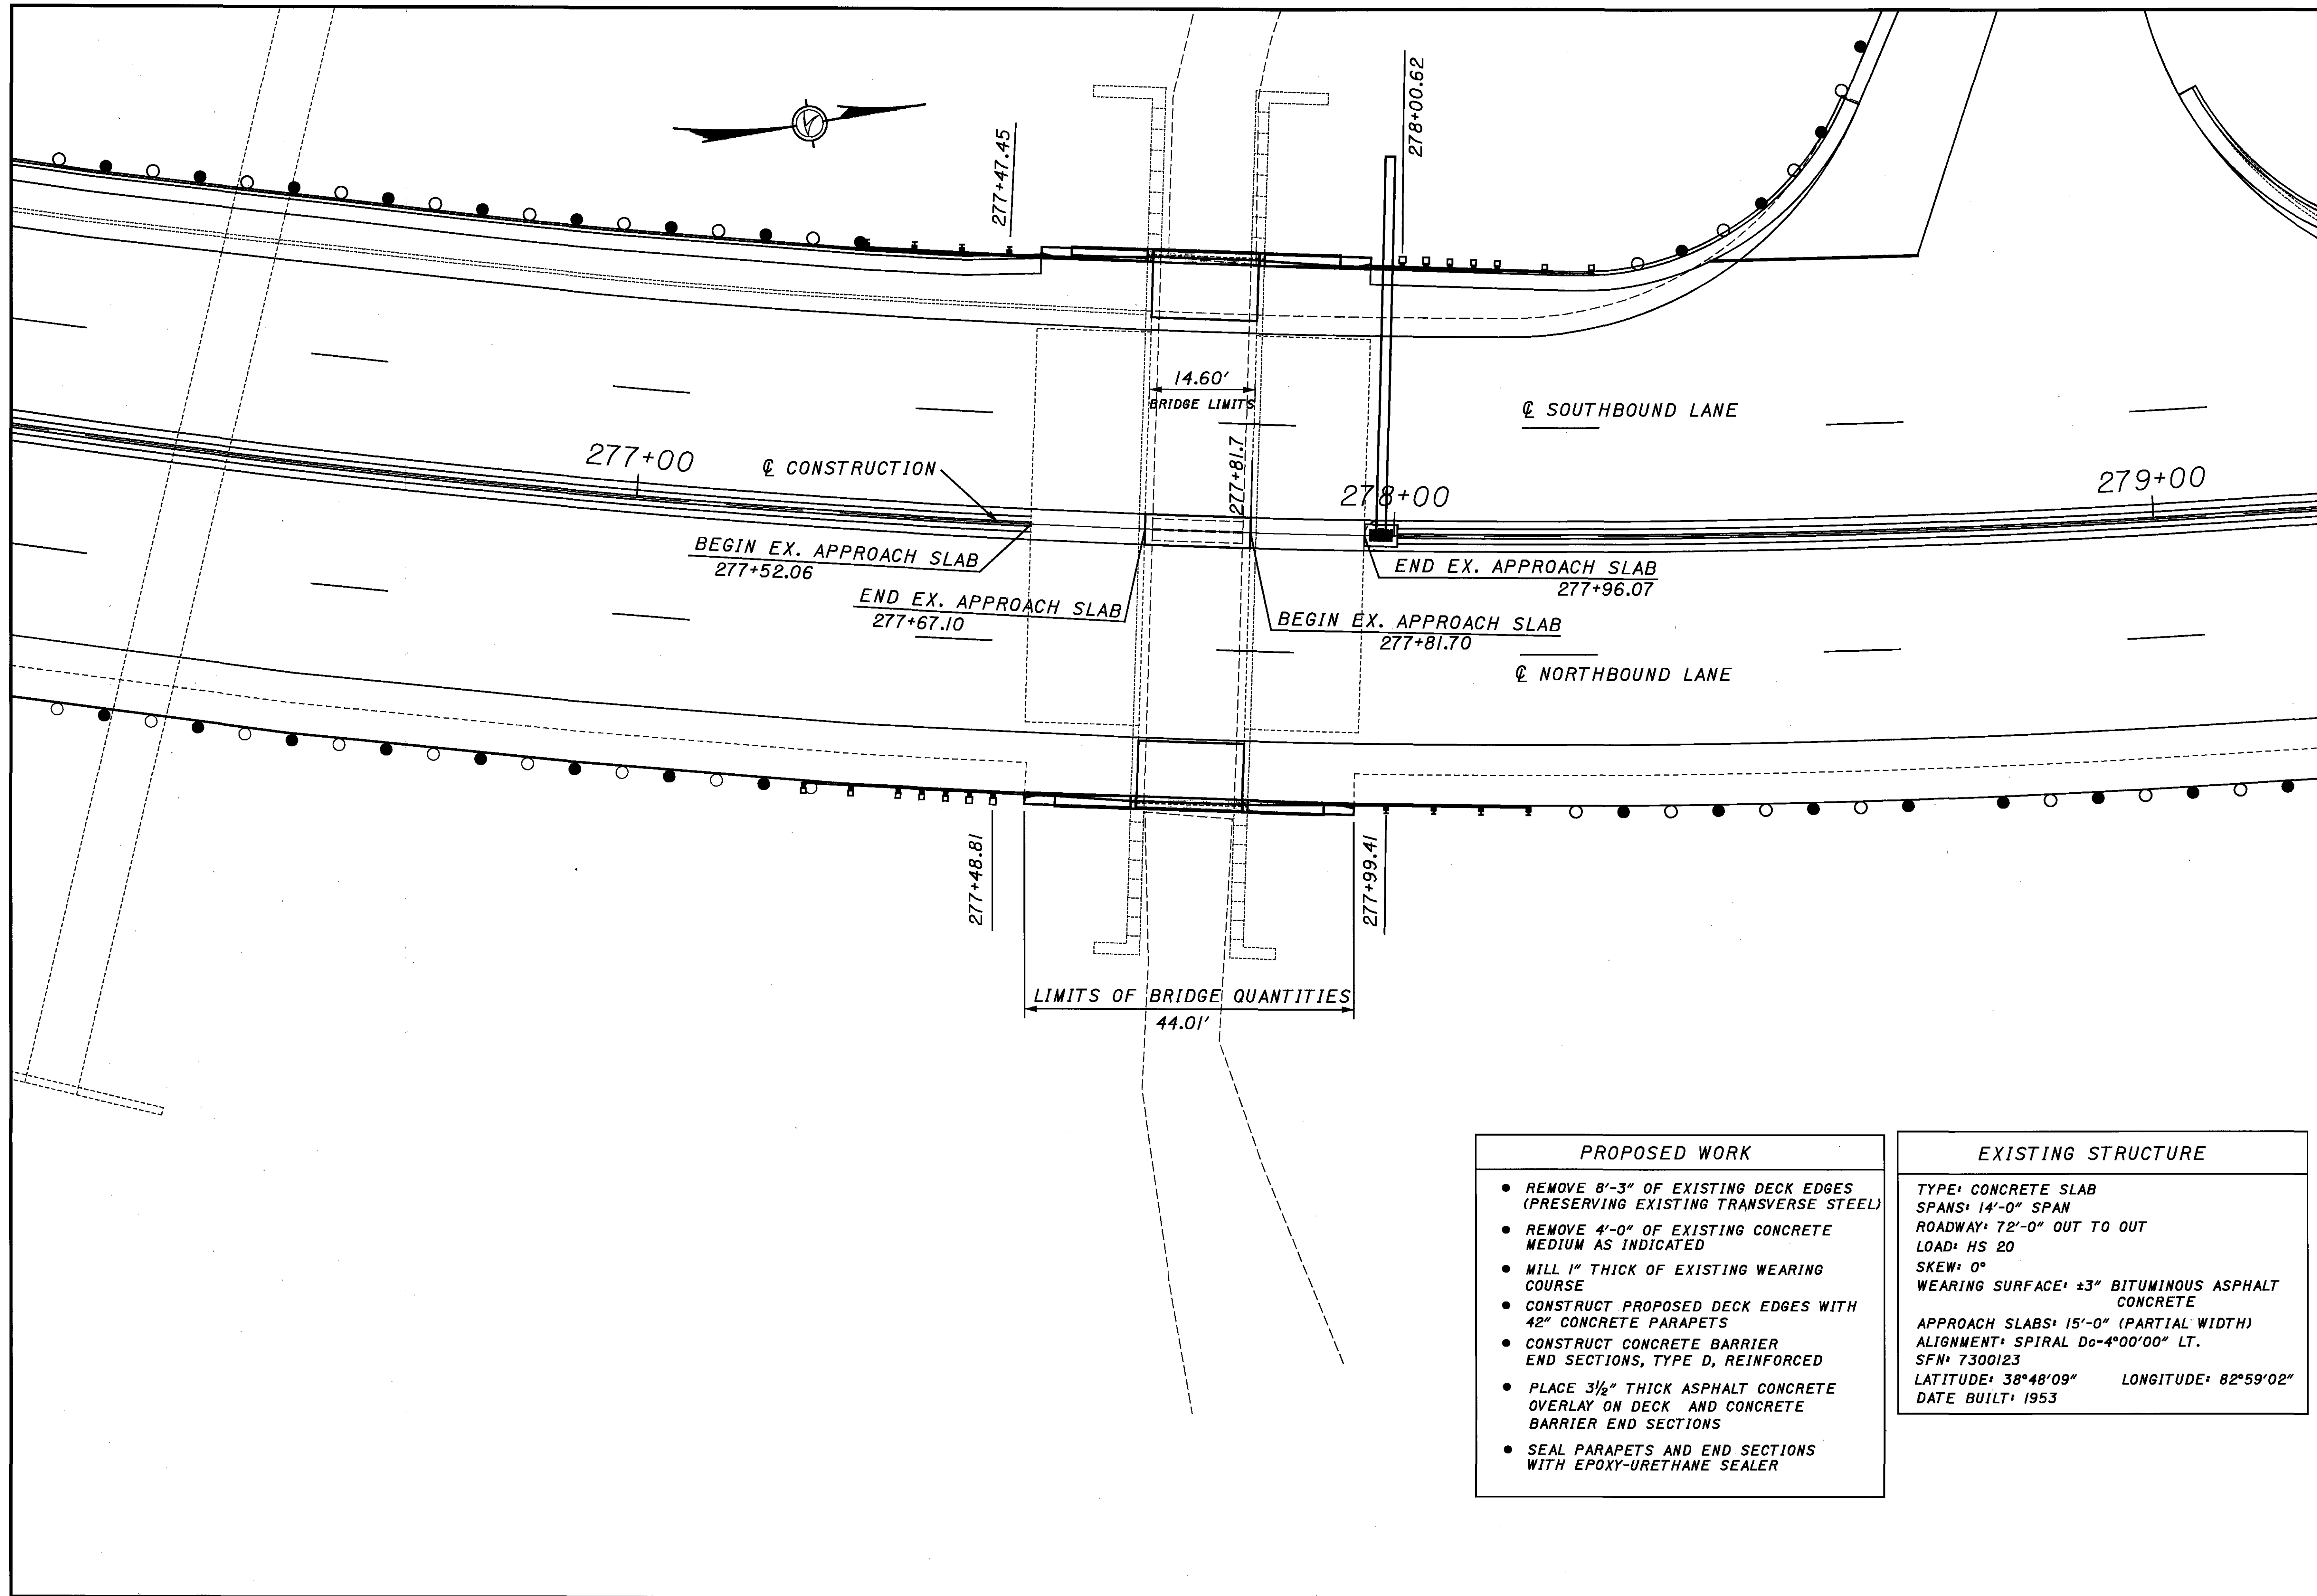 278+00.62
277+47.45
14.60'
BRIDGE LIMITS
℄ SOUTHBOUND LANE
277+81.7
277+00
℄ CONSTRUCTION
278+00
279+00
BEGIN EX. APPROACH SLAB
277+52.06
END EX. APPROACH SLAB
277+96.07
END EX. APPROACH SLAB
277+67.10
BEGIN EX. APPROACH SLAB
277+81.70
℄ NORTHBOUND LANE
277+48.81
277+99.41
LIMITS OF BRIDGE QUANTITIES
44.01'
PROPOSED WORK
● REMOVE 8'-3" OF EXISTING DECK EDGES
(PRESERVING EXISTING TRANSVERSE STEEL)
● REMOVE 4'-0" OF EXISTING CONCRETE
MEDIUM AS INDICATED
● MILL 1" THICK OF EXISTING WEARING
COURSE
● CONSTRUCT PROPOSED DECK EDGES WITH
42" CONCRETE PARAPETS
● CONSTRUCT CONCRETE BARRIER
END SECTIONS, TYPE D, REINFORCED
● PLACE 3½" THICK ASPHALT CONCRETE
OVERLAY ON DECK AND CONCRETE
BARRIER END SECTIONS
● SEAL PARAPETS AND END SECTIONS
WITH EPOXY-URETHANE SEALER
EXISTING STRUCTURE
TYPE: CONCRETE SLAB
SPANS: 14'-0" SPAN
ROADWAY: 72'-0" OUT TO OUT
LOAD: HS 20
SKEW: 0°
WEARING SURFACE: ±3" BITUMINOUS ASPHALT
CONCRETE
APPROACH SLABS: 15'-0" (PARTIAL WIDTH)
ALIGNMENT: SPIRAL Dc=4°00'00" LT.
SFN: 7300123
LATITUDE: 38°48'09" LONGITUDE: 82°59'02"
DATE BUILT: 1953